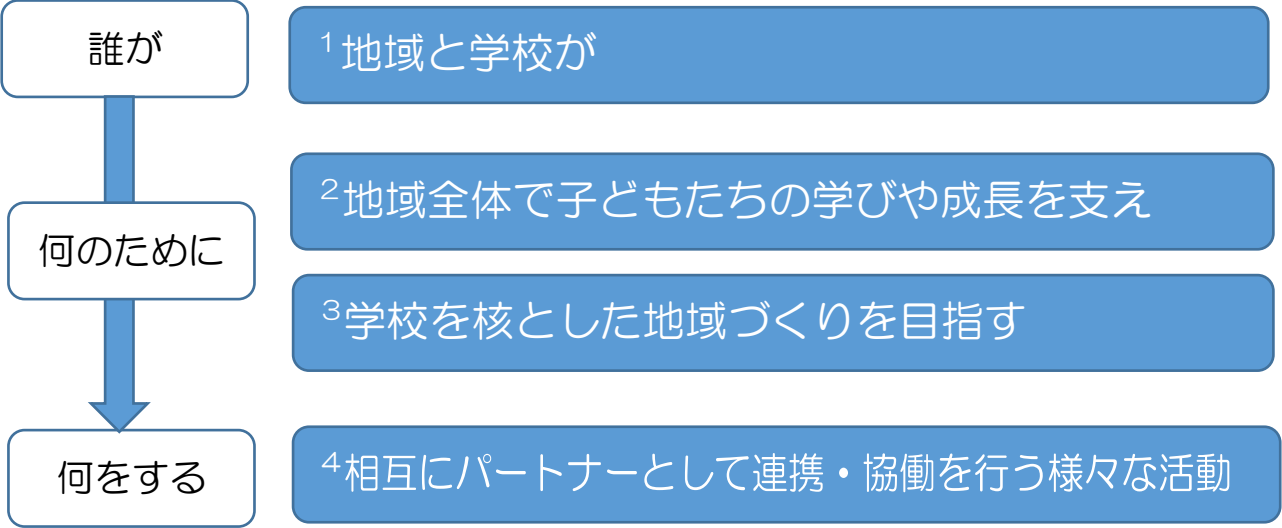 誰が
¹地域と学校が
何のために
²地域全体で子どもたちの学びや成長を支え
³学校を核とした地域づくりを目指す
何をする
⁴相互にパートナーとして連携・協働を行う様々な活動